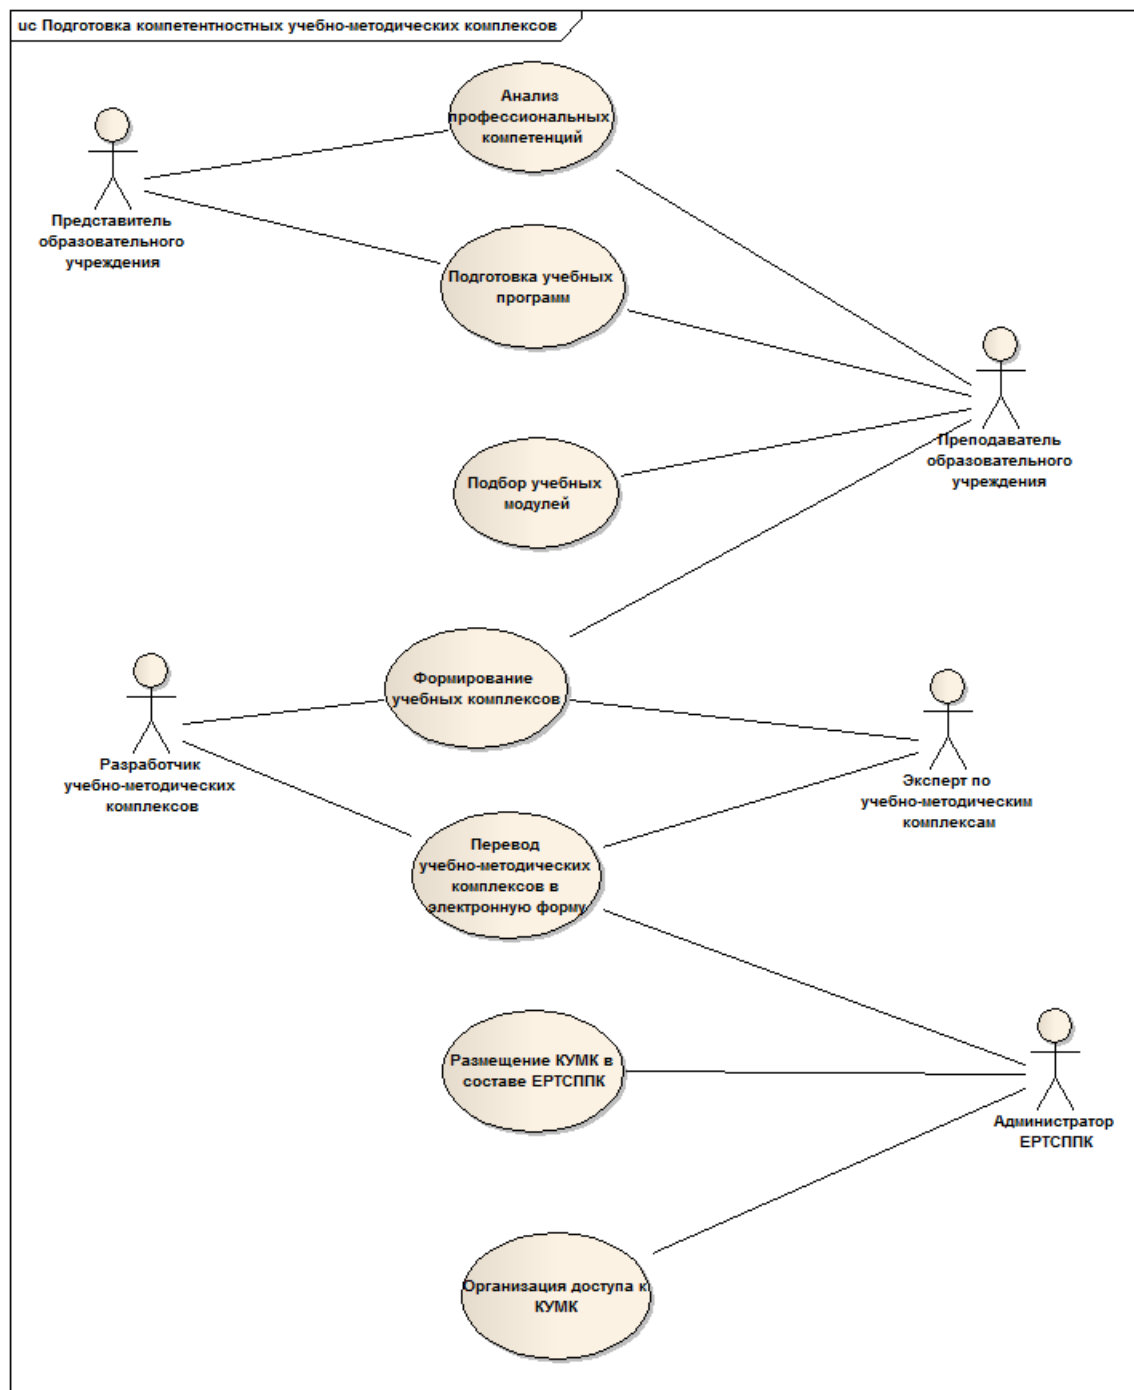 uc Подготовка компетентностных учебно-методических комплексов
Анализ
профессиональных
компетенций
Представитель
образовательного
учреждения
Подготовка учебных
программ
Преподаватель
образовательного
учреждения
Подбор учебных
модулей
Формирование
учебных комплексов
Разработчик
учебно-методических
комплексов
Эксперт по
учебно-методическим
комплексам
Перевод
учебно-методических
комплексов в
электронную форму
Размещение КУМК в
составе ЕРТСППК
Администратор
ЕРТСППК
Организация доступа к
КУМК